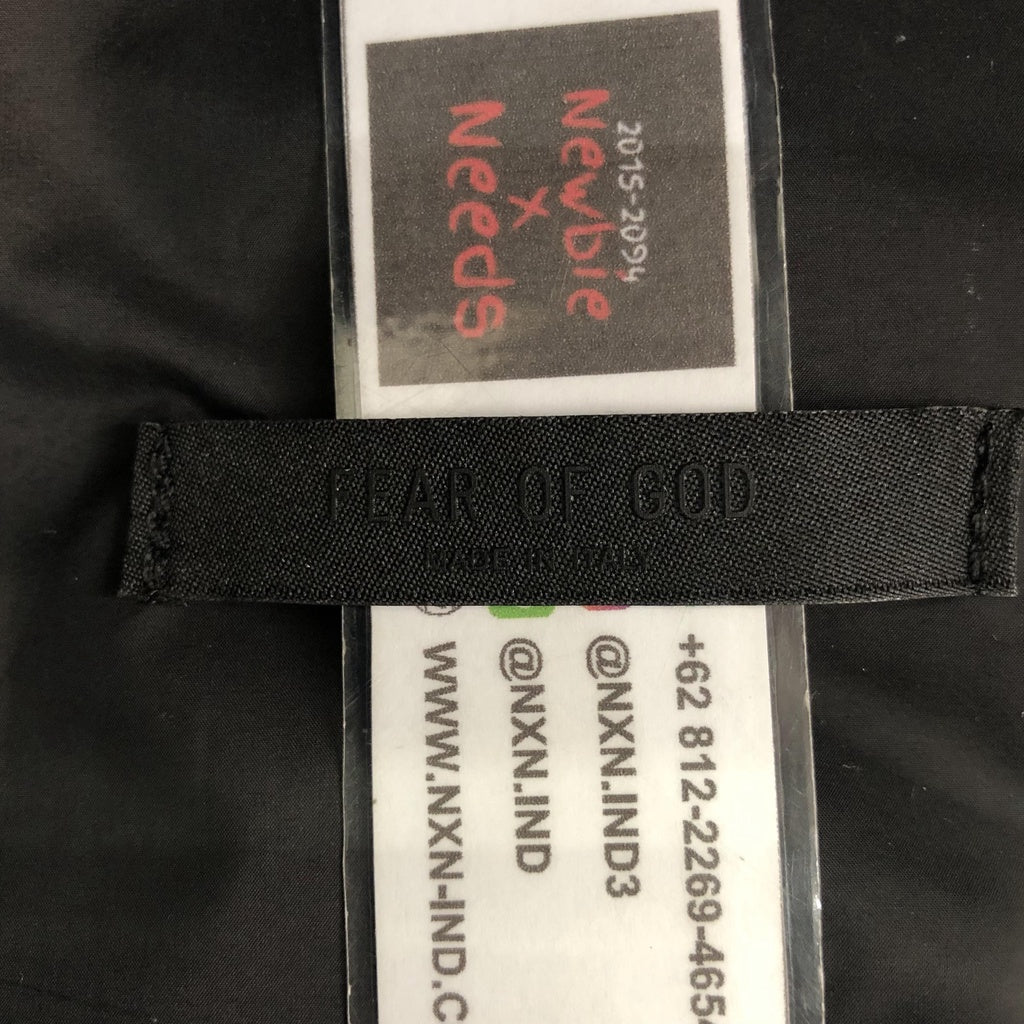 2015-2094
Newbie
X
Needs
FEAR OF GOD
MADE IN ITALY
+62 812-2269-465
@NXN.IND3
@NXN.IND
WWW.NXN-IND.C